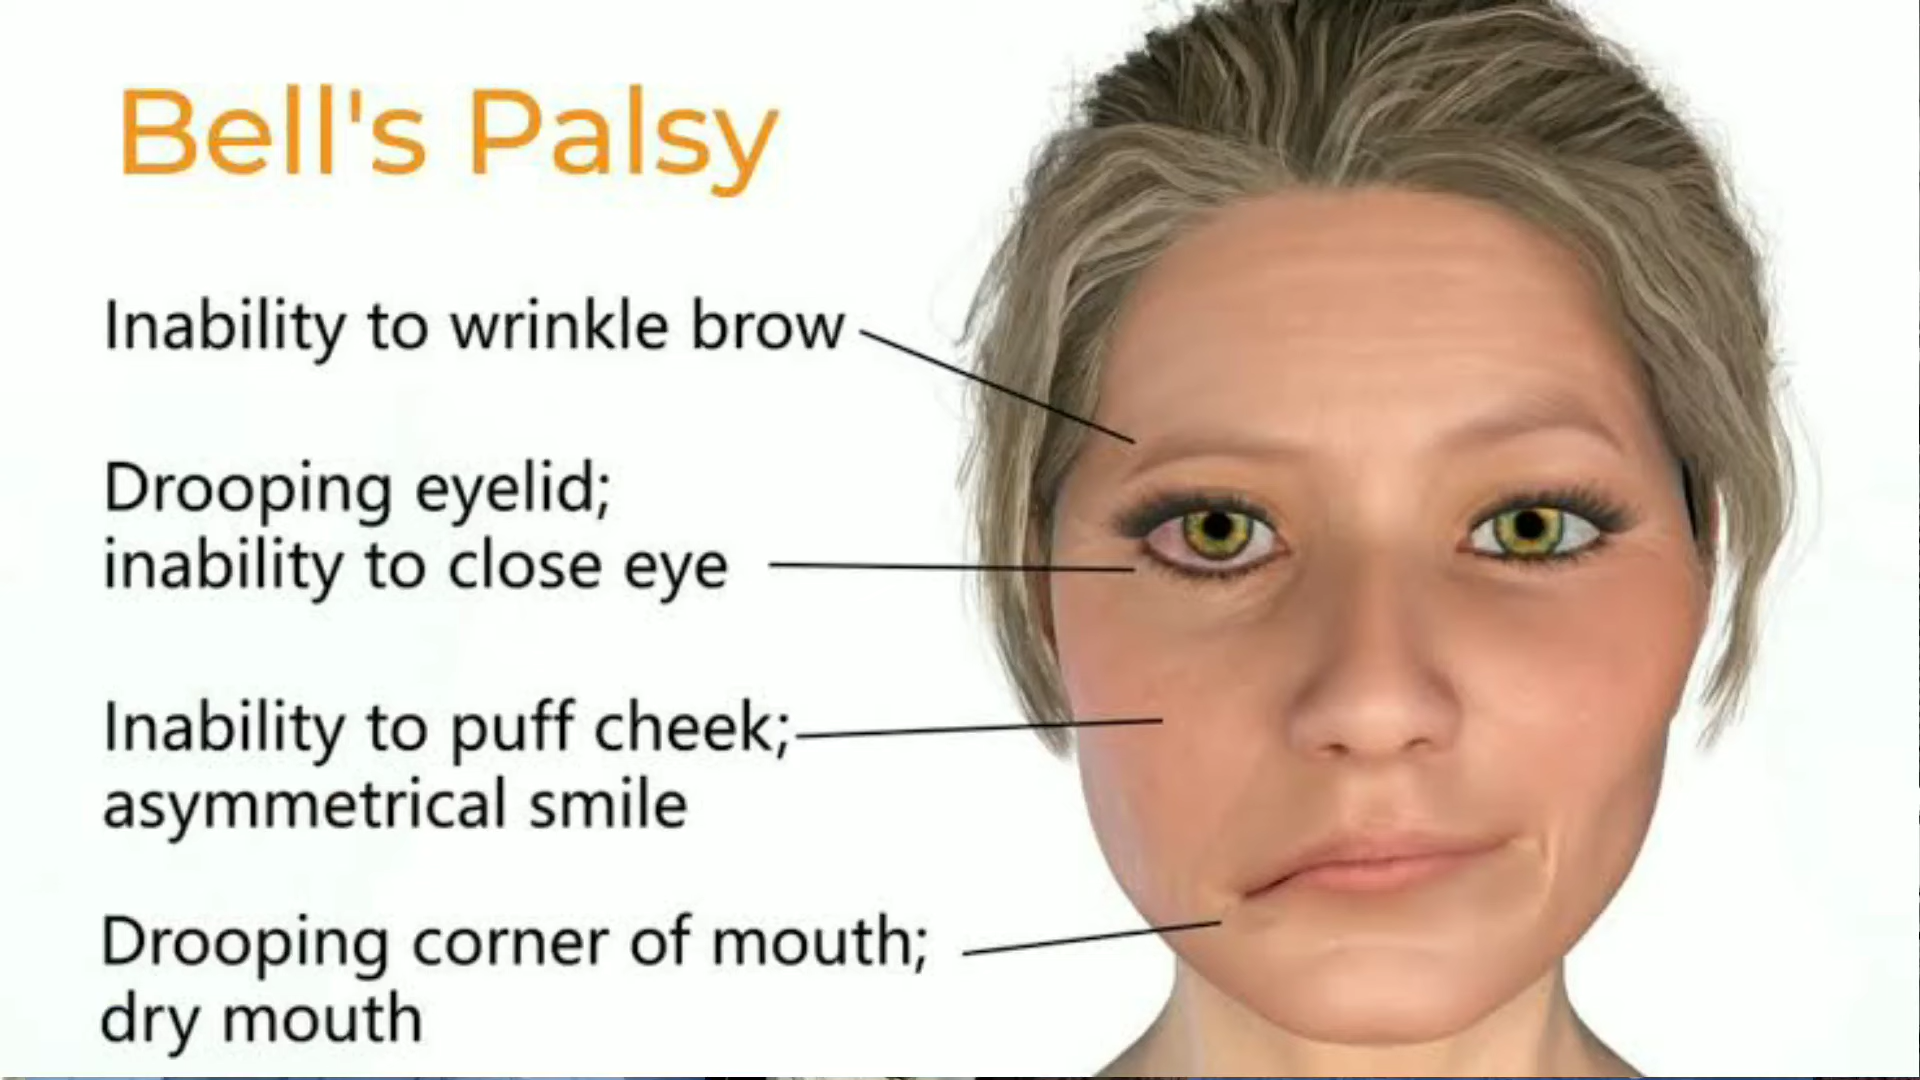 Bell's Palsy
Inability to wrinkle brow
Drooping eyelid;
inability to close eye
Inability to puff cheek;
asymmetrical smile
Drooping corner of mouth;
dry mouth